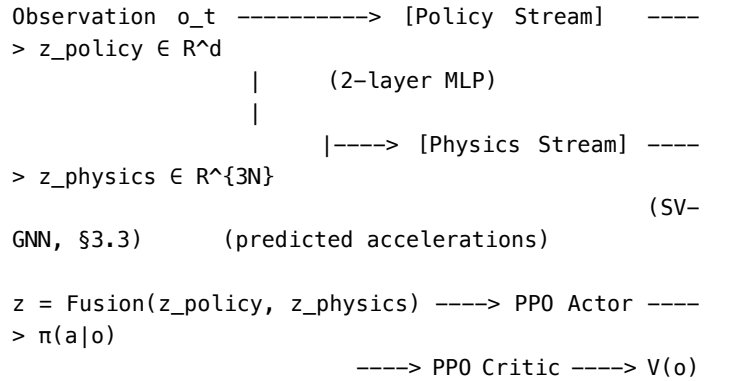 Observation o_t ----------> [Policy Stream] ----
> z_policy ∈ R^d
| (2-layer MLP)
|
|----> [Physics Stream] ----
> z_physics ∈ R^{3N}
(SV-
GNN, §3.3) (predicted accelerations)
z = Fusion(z_policy, z_physics) ----> PPO Actor ----
> π(a|o)
----> PPO Critic ----> V(o)